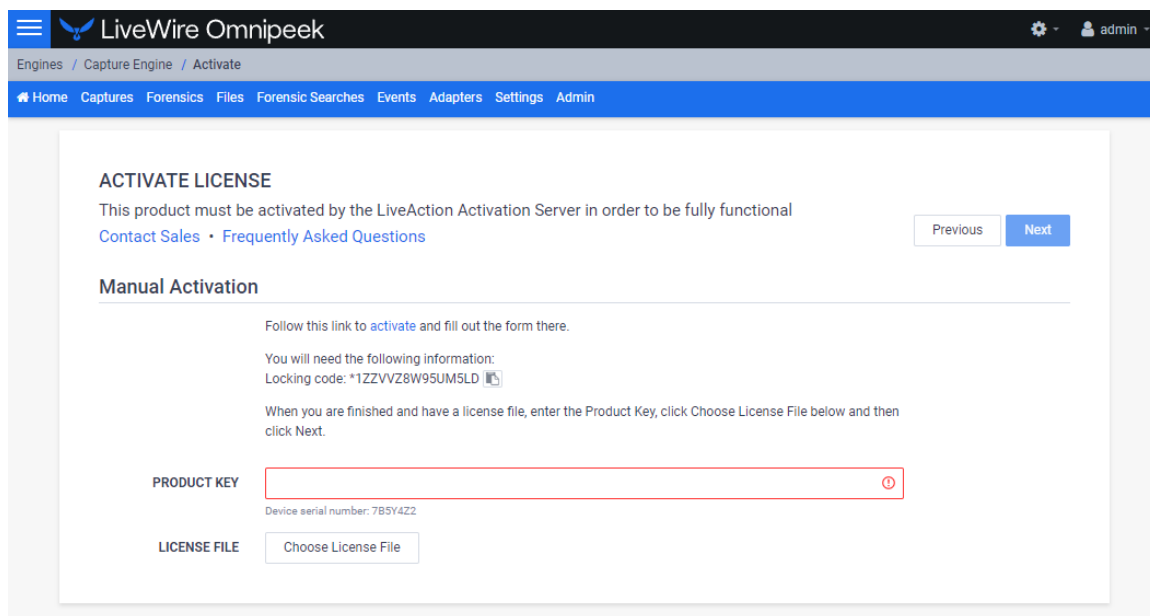 LiveWire Omnipeek
admin
Engines / Capture Engine / Activate
Home Captures Forensics Files Forensic Searches Events Adapters Settings Admin
ACTIVATE LICENSE
This product must be activated by the LiveAction Activation Server in order to be fully functional
Contact Sales • Frequently Asked Questions
Previous Next
Manual Activation
Follow this link to activate and fill out the form there.
You will need the following information:
Locking code: *1ZZVVZ8W95UM5LD
When you are finished and have a license file, enter the Product Key, click Choose License File below and then
click Next.
PRODUCT KEY
Device serial number: 7B5Y4Z2
LICENSE FILE Choose License File